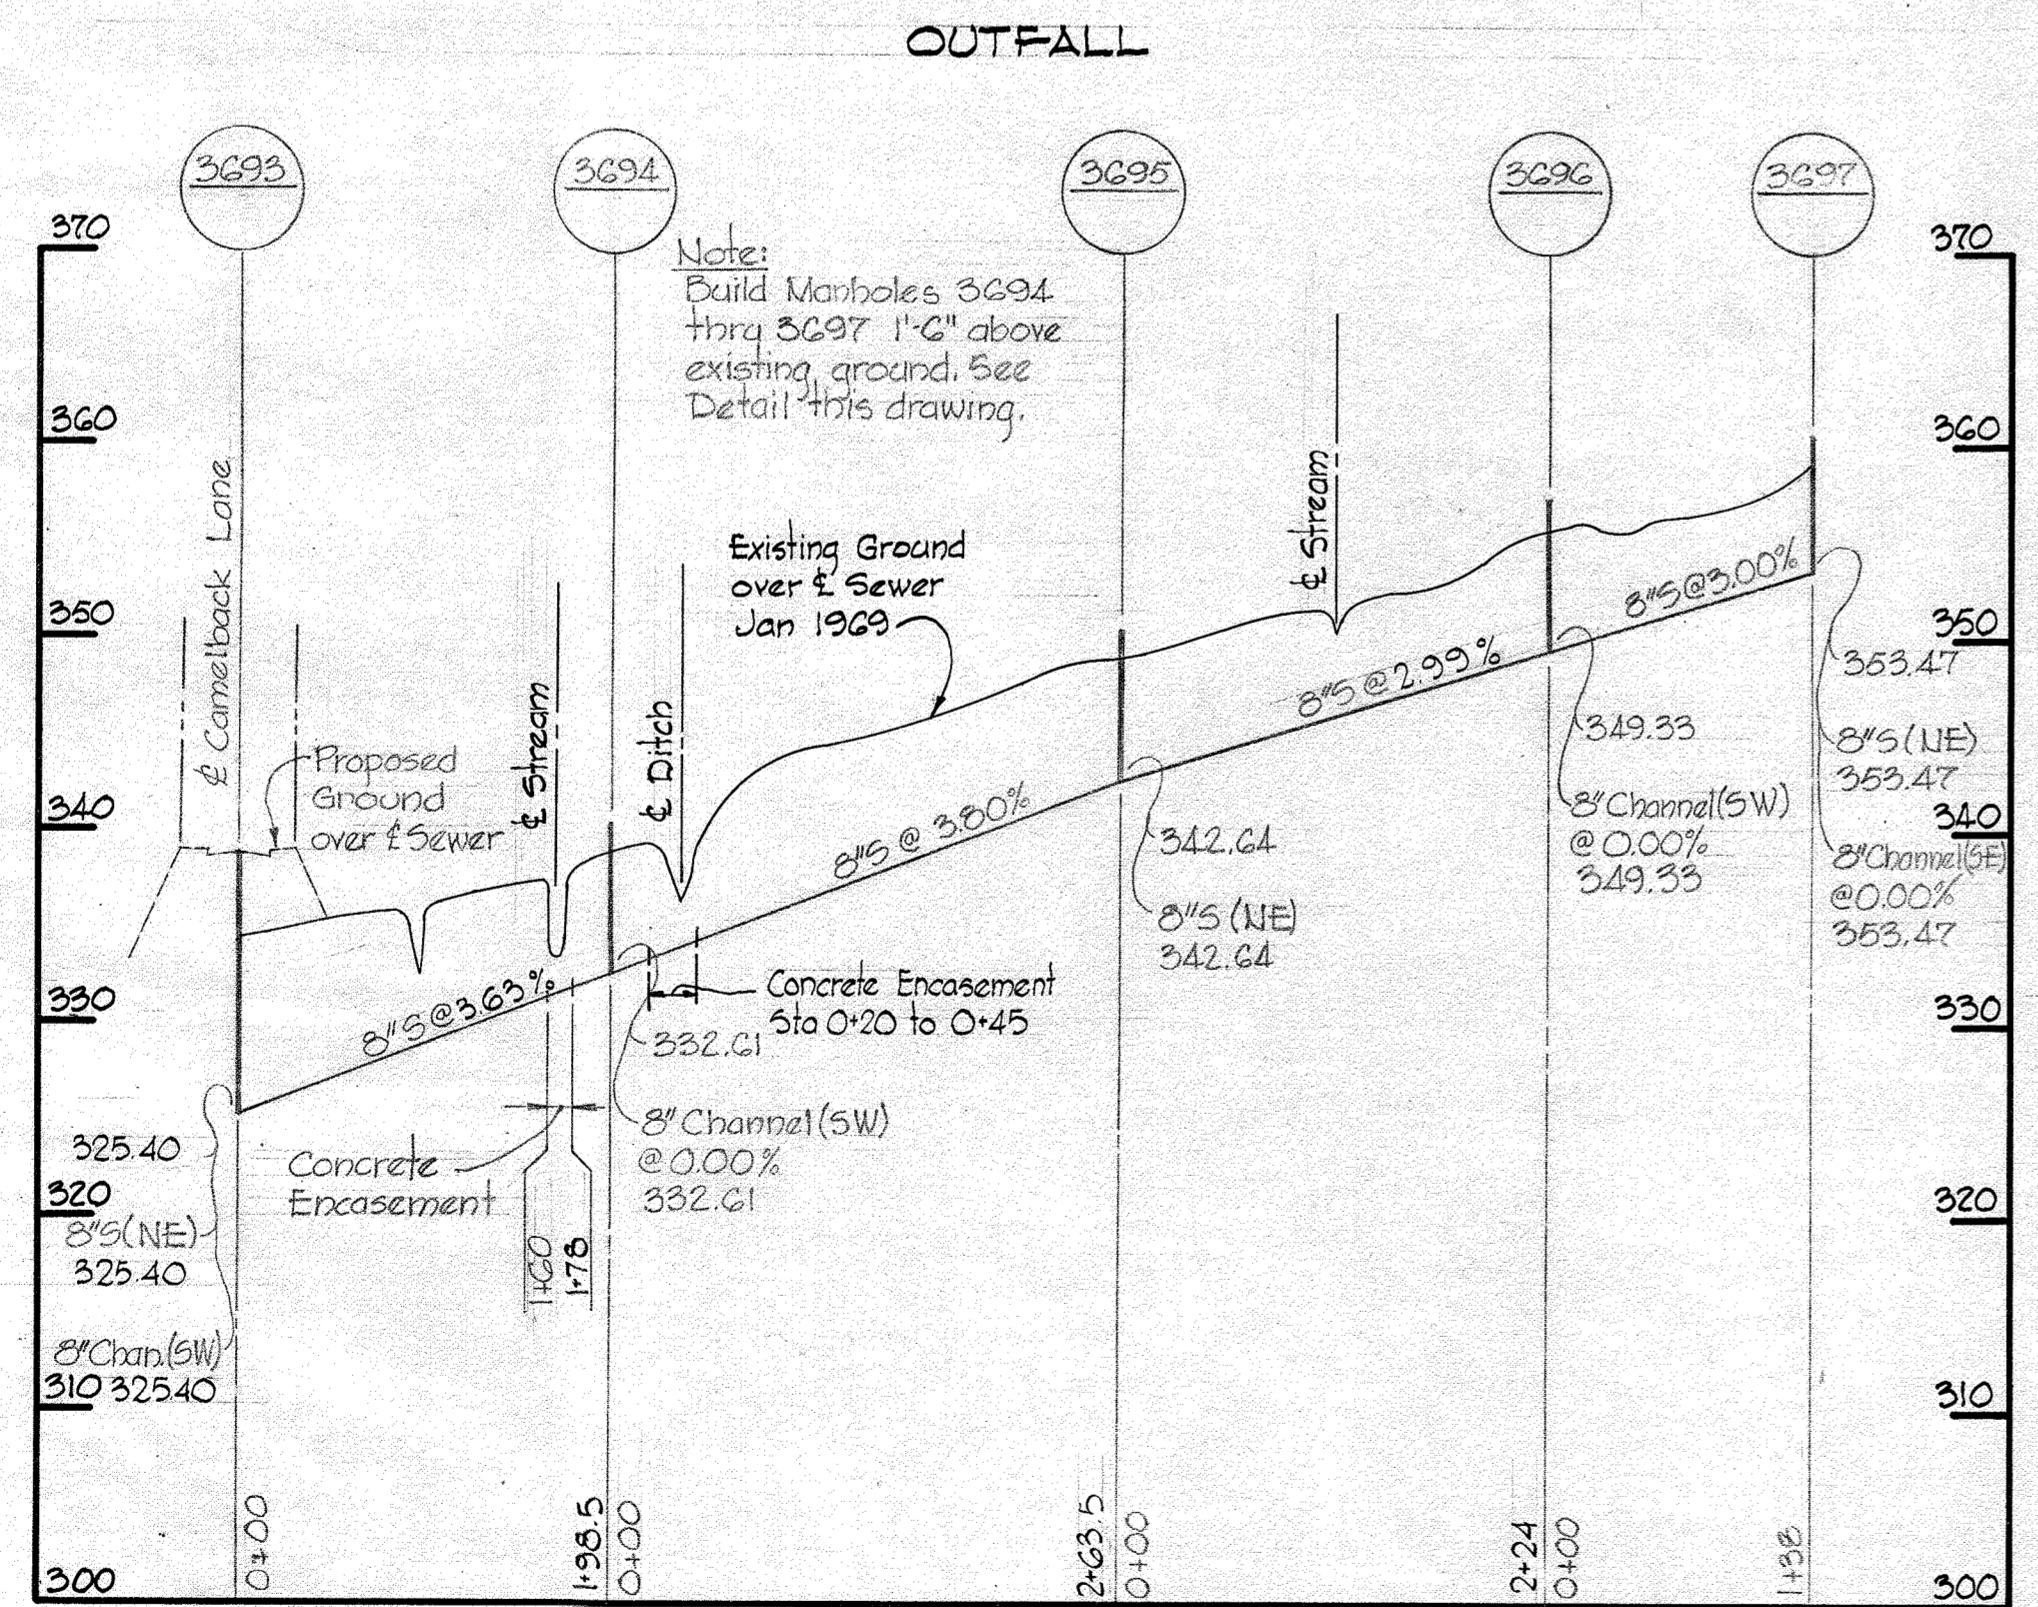 OUTFALL
3693
3694
3695
3696
3697
370
370
Note:
Build Manholes 3694
thru 3697 1'-6" above
existing ground. See
Detail this drawing.
360
360
℄ Camelback Lane
℄ Stream
Existing Ground
over ℄ Sewer
Jan 1969
350
350
8"S @ 3.00%
353.47
8"S @ 2.99%
349.33
8"S (NE)
353.47
℄ Stream
℄ Ditch
Proposed
Ground
over ℄ Sewer
340
340
8"S @ 3.80%
342.64
8" Channel (SW)
@ 0.00%
349.33
8" Channel (SE)
@ 0.00%
353.47
8"S (NE)
342.64
330
330
8"S @ 3.63%
Concrete Encasement
Sta 0+20 to 0+45
332.61
8" Channel (SW)
@ 0.00%
332.61
325.40
Concrete
Encasement
320
320
8"S (NE)
325.40
1+60
1+78
8" Chan. (SW)
310 325.40
310
0+00
1+98.5
0+00
2+63.5
0+00
2+24
0+00
1+38
300
300